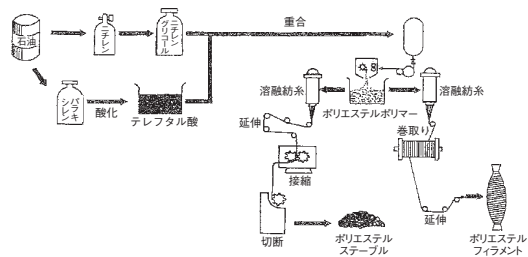 石油
エチレン
エチレン
グリコール
重合
パラキ
シレン
酸化
テレフタル酸
溶融紡糸
ポリエステルポリマー
溶融紡糸
延伸
巻取り
接縮
切断
ポリエステル
ステープル
延伸
ポリエステル
フィラメント